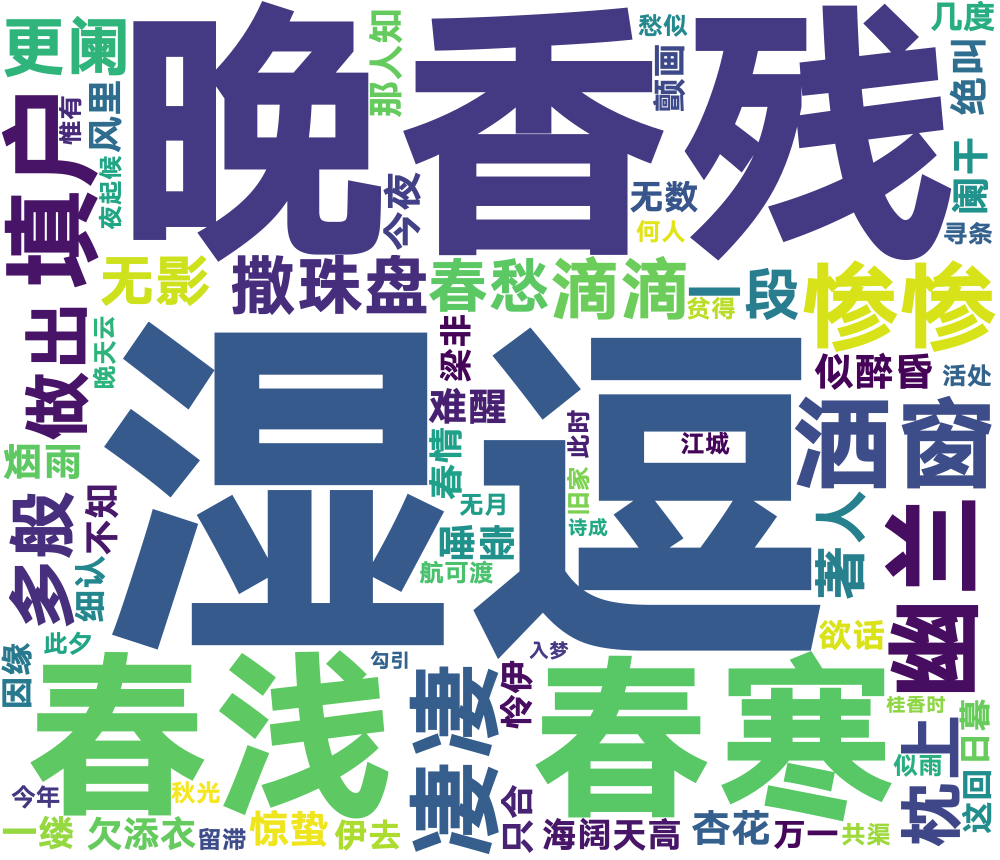 晚香残
湿逗
春浅
春寒
惨惨
洒窗
幽兰
凄凄
填户
做出
多般
枕上
更阑
撒珠盘
春愁
滴滴
一段
无影
那人知
愁似
颤画
几度
绝叫
惟有
风里
夜起候
今夜
无数
何人
阑干
寻条
贫得
晚天云
梁非
似醉昏
活处
难醒
春情
此时
江城
烟雨
不知
细认
无月
旧家
诗成
唾壶
航可渡
著人
欲话
因缘
入梦
勾引
怜伊
桂香时
日暮
似雨
这回
今年
秋光
一缕
欠添衣
留滞
惊蛰
伊去
只合
海阔天高
杏花
万一
共渠